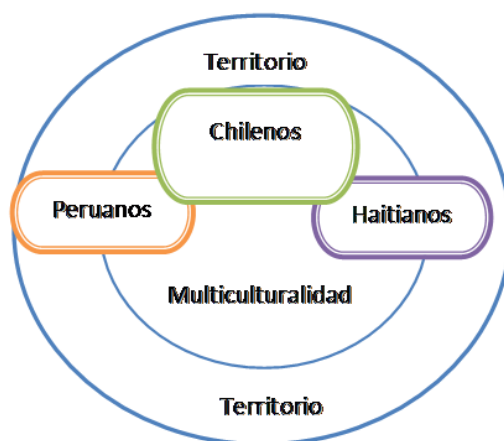 Territorio
Chilenos
Peruanos
Haitianos
Multiculturalidad
Territorio